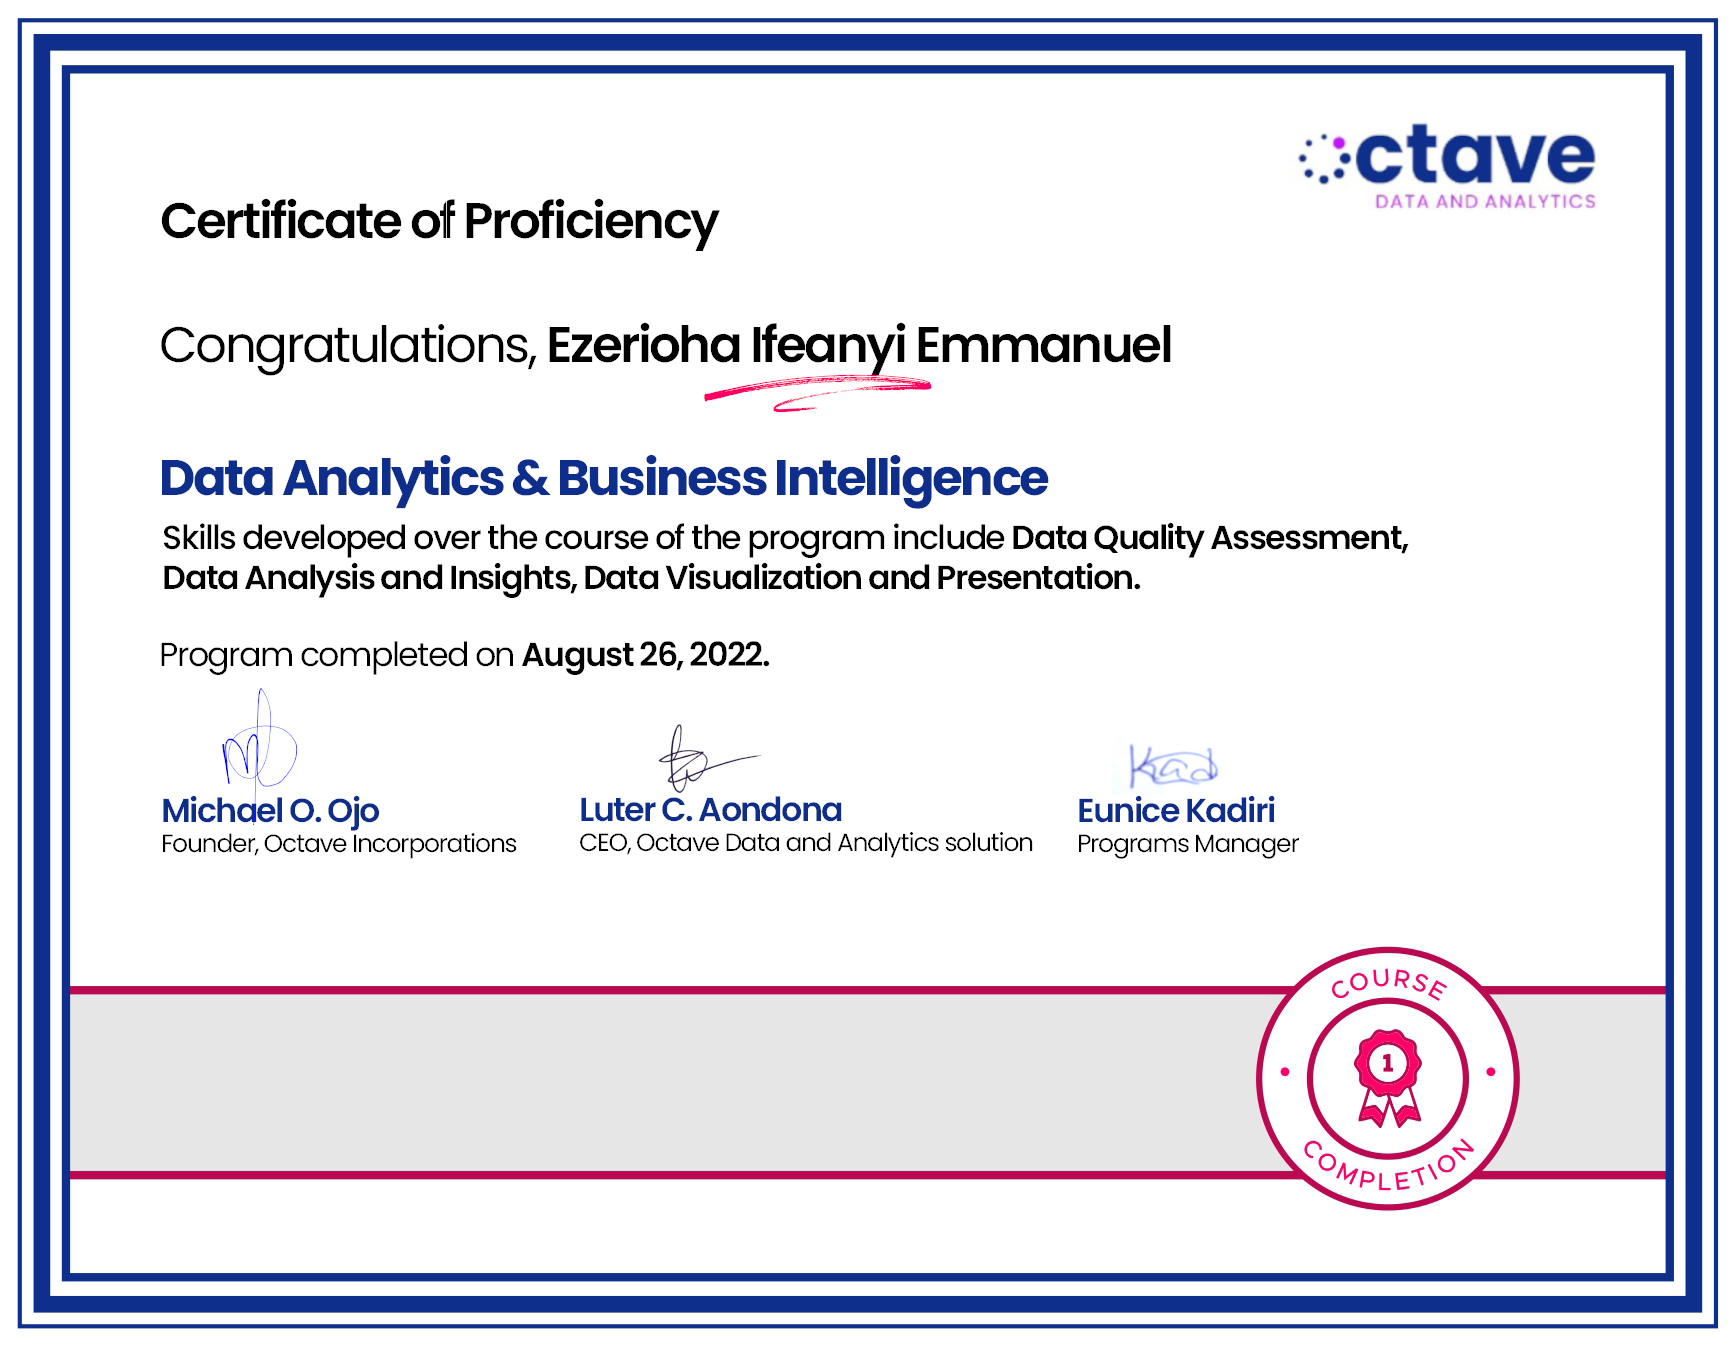 ctave
DATA AND ANALYTICS
Certificate of Proficiency
Congratulations, Ezerioha Ifeanyi Emmanuel
Data Analytics & Business Intelligence
Skills developed over the course of the program include Data Quality Assessment,
Data Analysis and Insights, Data Visualization and Presentation.
Program completed on August 26, 2022.
Kad
Michael O. Ojo
Founder, Octave Incorporations
Luter C. Aondona
CEO, Octave Data and Analytics solution
Eunice Kadiri
Programs Manager
COURSE
1
COMPLETION